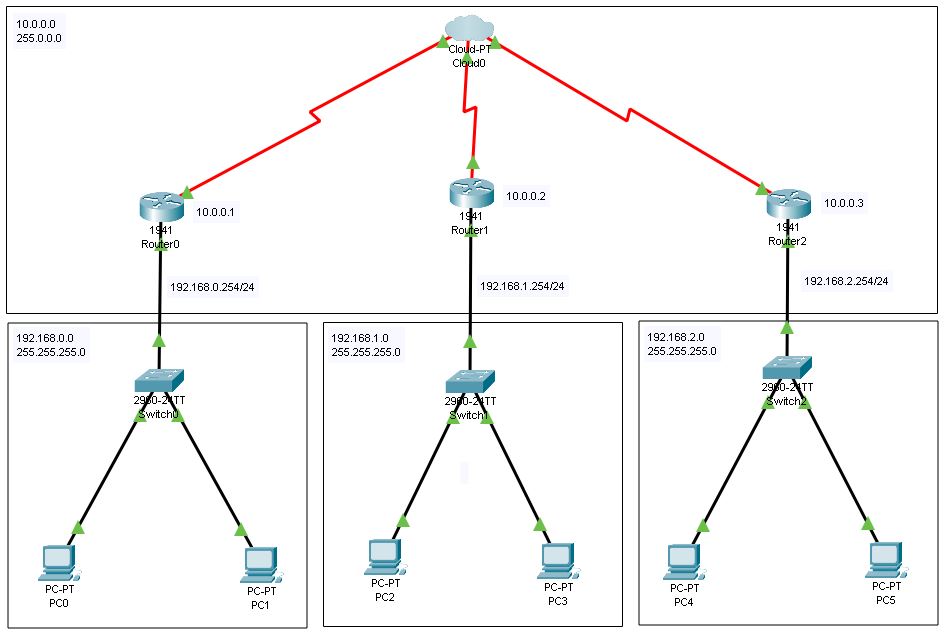 10.0.0.0
255.0.0.0
Cloud-PT
Cloud0
10.0.0.1
1941
Router0
10.0.0.2
1941
Router1
10.0.0.3
1941
Router2
192.168.0.254/24
192.168.1.254/24
192.168.2.254/24
192.168.0.0
255.255.255.0
2960-24TT
Switch0
PC-PT
PC0
PC-PT
PC1
192.168.1.0
255.255.255.0
2960-24TT
Switch1
PC-PT
PC2
PC-PT
PC3
192.168.2.0
255.255.255.0
2960-24TT
Switch2
PC-PT
PC4
PC-PT
PC5